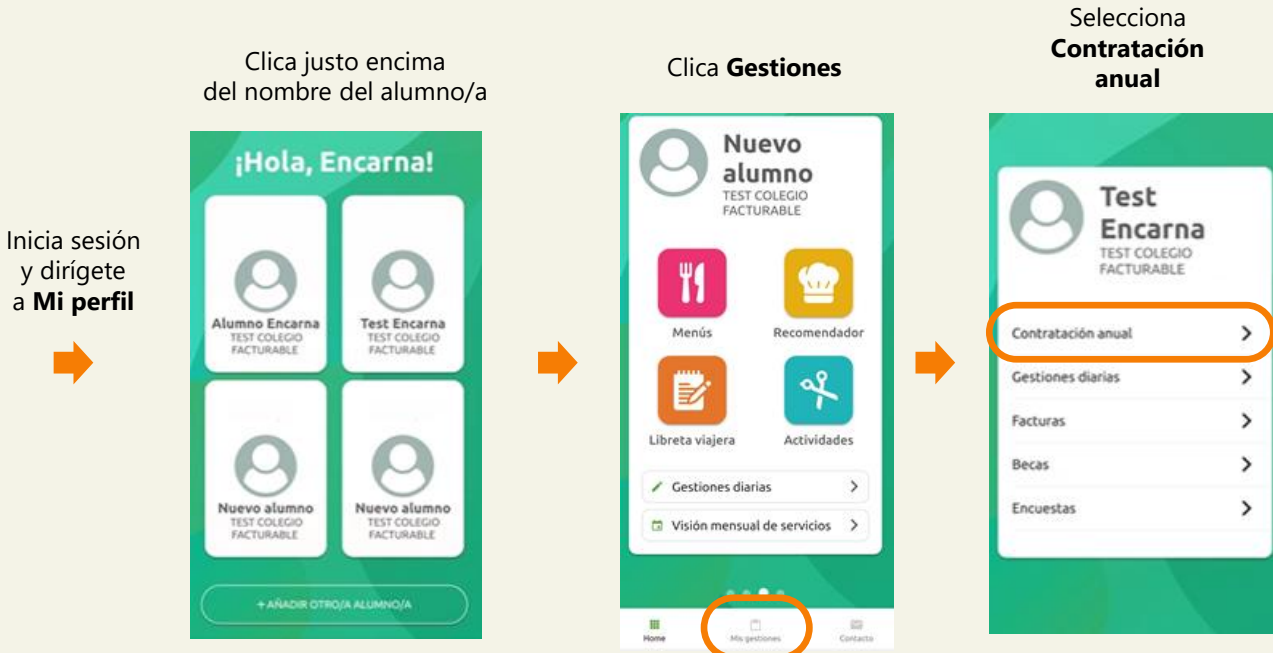 Inicia sesión
y dirígete
a Mi perfil
Clica justo encima
del nombre del alumno/a
¡Hola, Encarna!
Alumno Encarna
TEST COLEGIO
FACTURABLE
Test Encarna
TEST COLEGIO
FACTURABLE
Nuevo alumno
TEST COLEGIO
FACTURABLE
Nuevo alumno
TEST COLEGIO
FACTURABLE
+ AÑADIR OTRO/A ALUMNO/A
Clica Gestiones
Nuevo
alumno
TEST COLEGIO
FACTURABLE
Menús
Recomendador
Libreta viajera
Actividades
Gestiones diarias
Visión mensual de servicios
Home
Mis gestiones
Contacto
Selecciona
Contratación
anual
Test
Encarna
TEST COLEGIO
FACTURABLE
Contratación anual
Gestiones diarias
Facturas
Becas
Encuestas